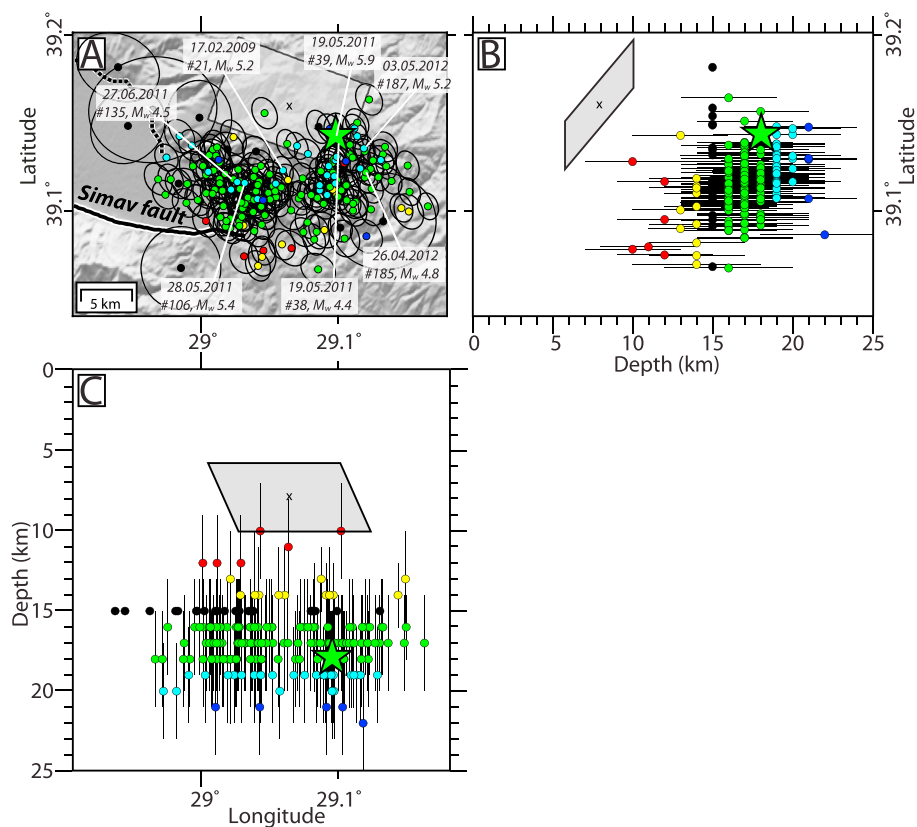 39.2˚
39.1˚
Latitude
A
17.02.2009
#21, Mw 5.2
19.05.2011
#39, Mw 5.9
03.05.2012
#187, Mw 5.2
27.06.2011
#135, Mw 4.5
x
Simav fault
28.05.2011
#106, Mw 5.4
19.05.2011
#38, Mw 4.4
26.04.2012
#185, Mw 4.8
5 km
29˚
29.1˚
B
x
39.2˚
39.1˚
Latitude
0
5
10
15
20
25
Depth (km)
C
x
0
5
10
15
20
25
Depth (km)
29˚
29.1˚
Longitude